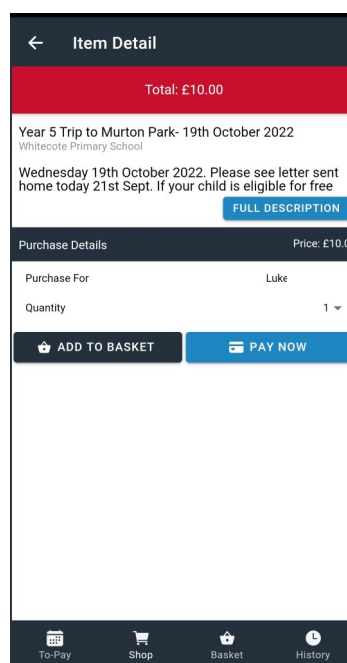 Item Detail
Total: £10.00
Year 5 Trip to Murton Park- 19th October 2022
Whitecote Primary School
Wednesday 19th October 2022. Please see letter sent
home today 21st Sept. If your child is eligible for free
FULL DESCRIPTION
Purchase Details Price: £10.0
Purchase For Luke
Quantity 1
ADD TO BASKET PAY NOW
To-Pay Shop Basket History